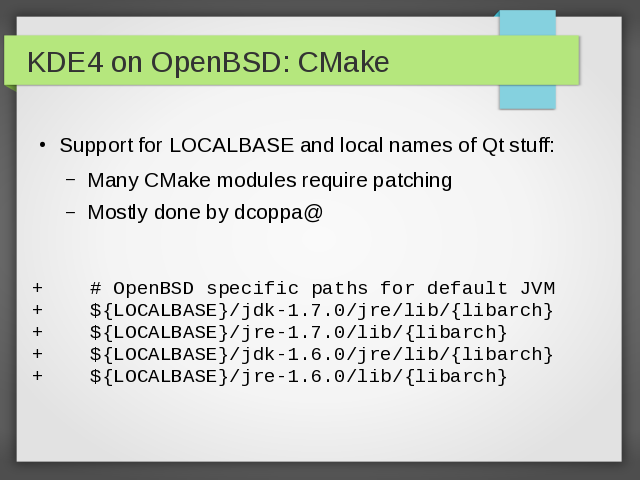 KDE4 on OpenBSD: CMake
• Support for LOCALBASE and local names of Qt stuff:
– Many CMake modules require patching
– Mostly done by dcoppa@
+    # OpenBSD specific paths for default JVM
+    ${LOCALBASE}/jdk-1.7.0/jre/lib/{libarch}
+    ${LOCALBASE}/jre-1.7.0/lib/{libarch}
+    ${LOCALBASE}/jdk-1.6.0/jre/lib/{libarch}
+    ${LOCALBASE}/jre-1.6.0/lib/{libarch}